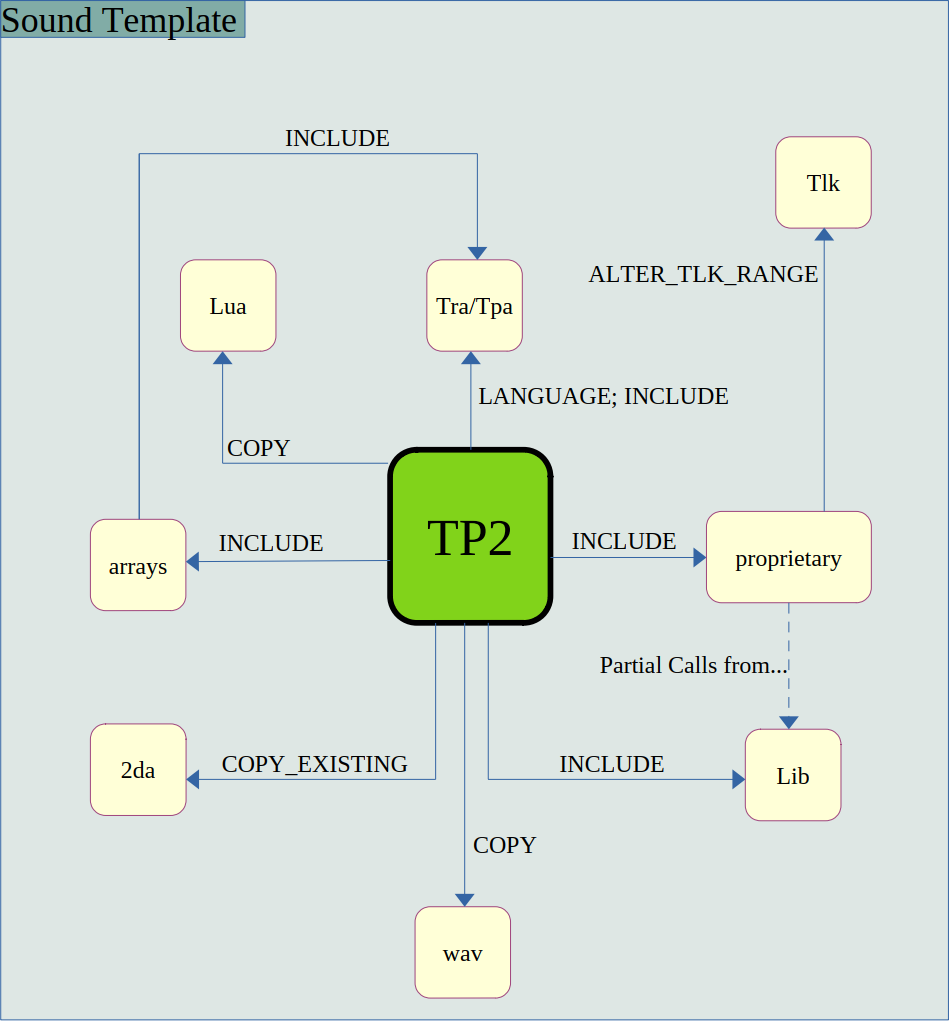 Sound Template
INCLUDE
Tlk
ALTER_TLK_RANGE
Lua
Tra/Tpa
LANGUAGE; INCLUDE
COPY
TP2
INCLUDE
INCLUDE
arrays
proprietary
Partial Calls from...
2da
COPY_EXISTING
INCLUDE
Lib
COPY
wav